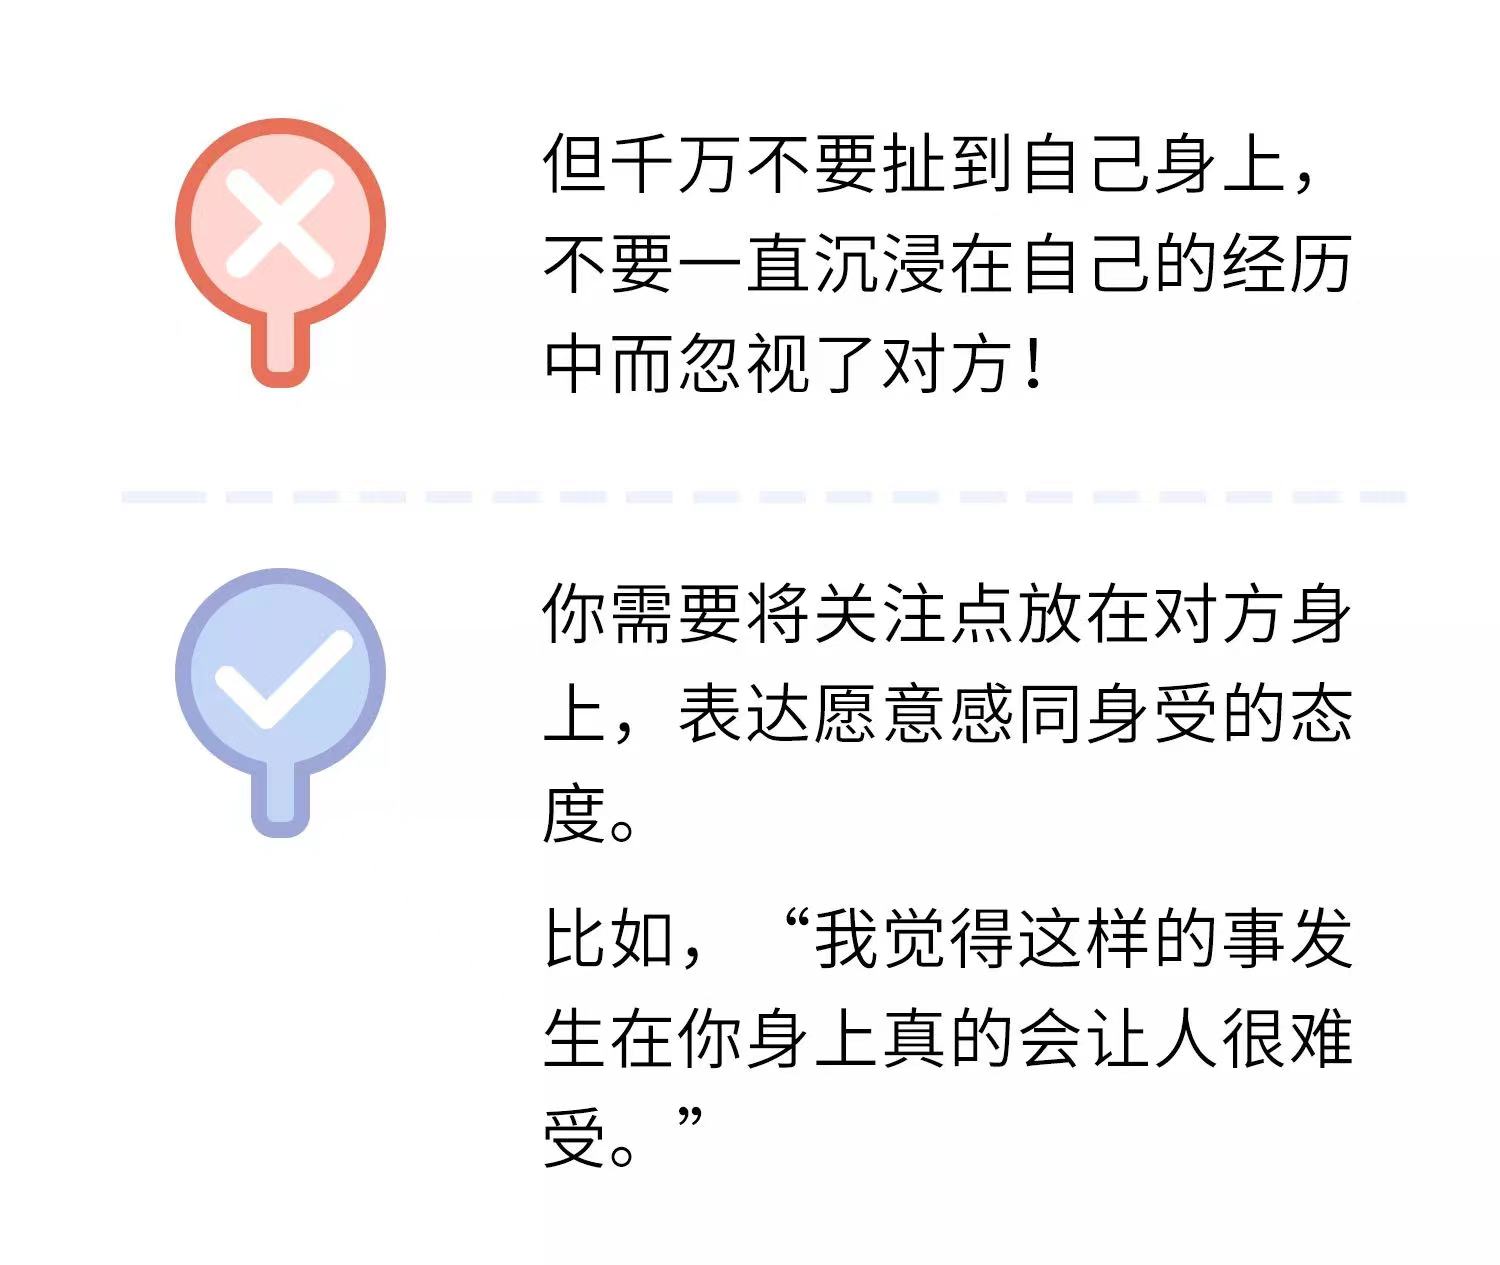 但千万不要扯到自己身上，
不要一直沉浸在自己的经历
中而忽视了对方！
你需要将关注点放在对方身
上，表达愿意感同身受的态
度。
比如，“我觉得这样的事发
生在你身上真的会让人很难
受。”